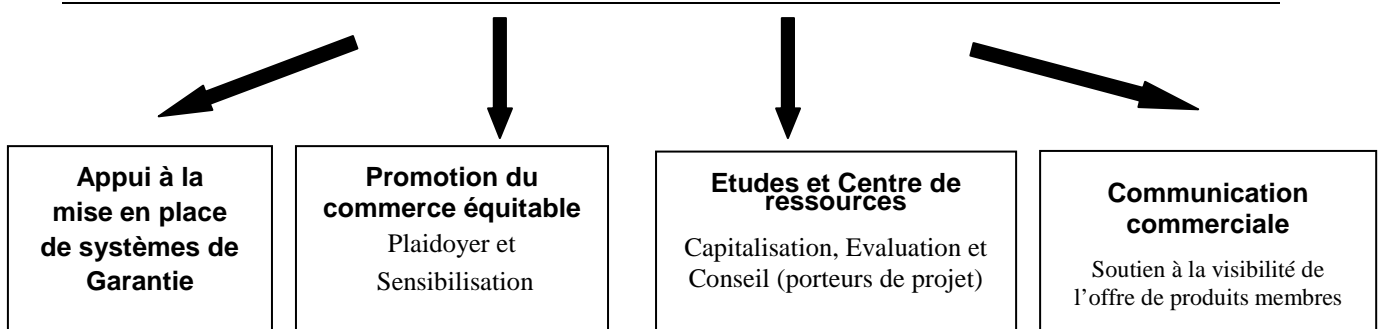 Appui à la
mise en place
de systèmes de
Garantie
Promotion du
commerce équitable
Plaidoyer et
Sensibilisation
Etudes et Centre de
ressources
Capitalisation, Evaluation et
Conseil (porteurs de projet)
Communication
commerciale
Soutien à la visibilité de
l’offre de produits membres